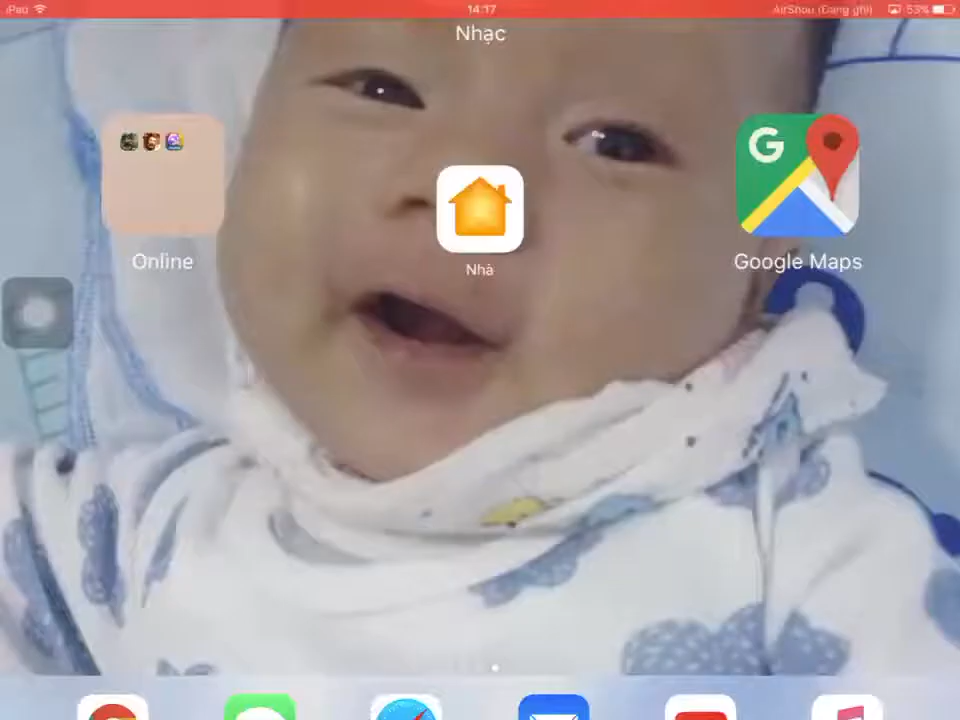 iPad
14:17
AirShou (Đang ghi)
53%
Nhạc
Online
Nhà
Google Maps